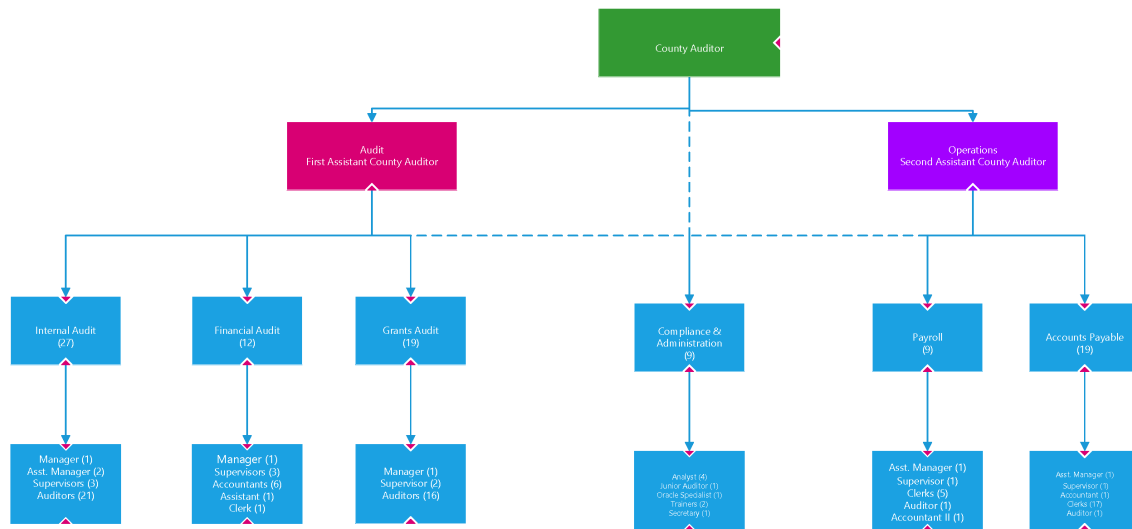 County Auditor
Audit
First Assistant County Auditor
Operations
Second Assistant County Auditor
Internal Audit
(27)
Financial Audit
(12)
Grants Audit
(19)
Compliance &
Administration
(9)
Payroll
(9)
Accounts Payable
(19)
Manager (1)
Asst. Manager (2)
Supervisors (3)
Auditors (21)
Manager (1)
Supervisors (3)
Accountants (6)
Assistant (1)
Clerk (1)
Manager (1)
Supervisor (2)
Auditors (16)
Analyst (4)
Junior Auditor (1)
Oracle Specialist (1)
Trainers (2)
Secretary (1)
Asst. Manager (1)
Supervisor (1)
Clerks (5)
Auditor (1)
Accountant II (1)
Asst. Manager (1)
Supervisor (1)
Accountant (1)
Clerks (17)
Auditor (1)